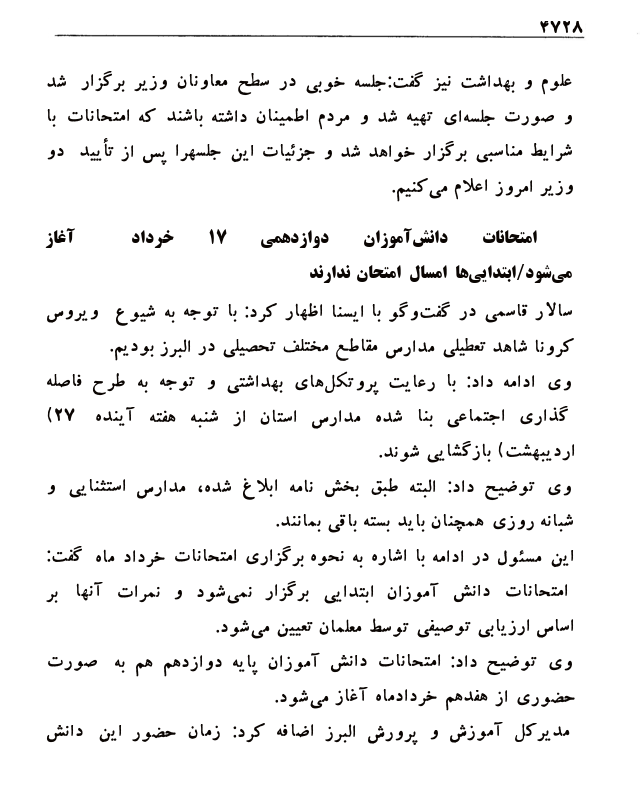 ۴۷۲۸
علوم و بهداشت نیز گفت:جلسه خوبی در سطح معاونان وزیر برگزار شد
و صورت جلسه‌ای تهیه شد و مردم اطمینان داشته باشند که امتحانات با
شرایط مناسبی برگزار خواهد شد و جزئیات این جلسهرا پس از تأیید دو
وزیر امروز اعلام می‌کنیم.
امتحانات دانش‌آموزان دوازدهمی ۱۷ خرداد آغاز
می‌شود/ابتدایی‌ها امسال امتحان ندارند
سالار قاسمی در گفت‌وگو با ایسنا اظهار کرد: با توجه به شیوع ویروس
کرونا شاهد تعطیلی مدارس مقاطع مختلف تحصیلی در البرز بودیم.
وی ادامه داد: با رعایت پروتکل‌های بهداشتی و توجه به طرح فاصله
گذاری اجتماعی بنا شده مدارس استان از شنبه هفته آینده ۲۷)
اردیبهشت) بازگشایی شوند.
وی توضیح داد: البته طبق بخش نامه ابلاغ شده، مدارس استثنایی و
شبانه روزی همچنان باید بسته باقی بمانند.
این مسئول در ادامه با اشاره به نحوه برگزاری امتحانات خرداد ماه گفت:
امتحانات دانش آموزان ابتدایی برگزار نمی‌شود و نمرات آنها بر
اساس ارزیابی توصیفی توسط معلمان تعیین می‌شود.
وی توضیح داد: امتحانات دانش آموزان پایه دوازدهم هم به صورت
حضوری از هفدهم خردادماه آغاز می‌شود.
مدیرکل آموزش و پرورش البرز اضافه کرد: زمان حضور این دانش